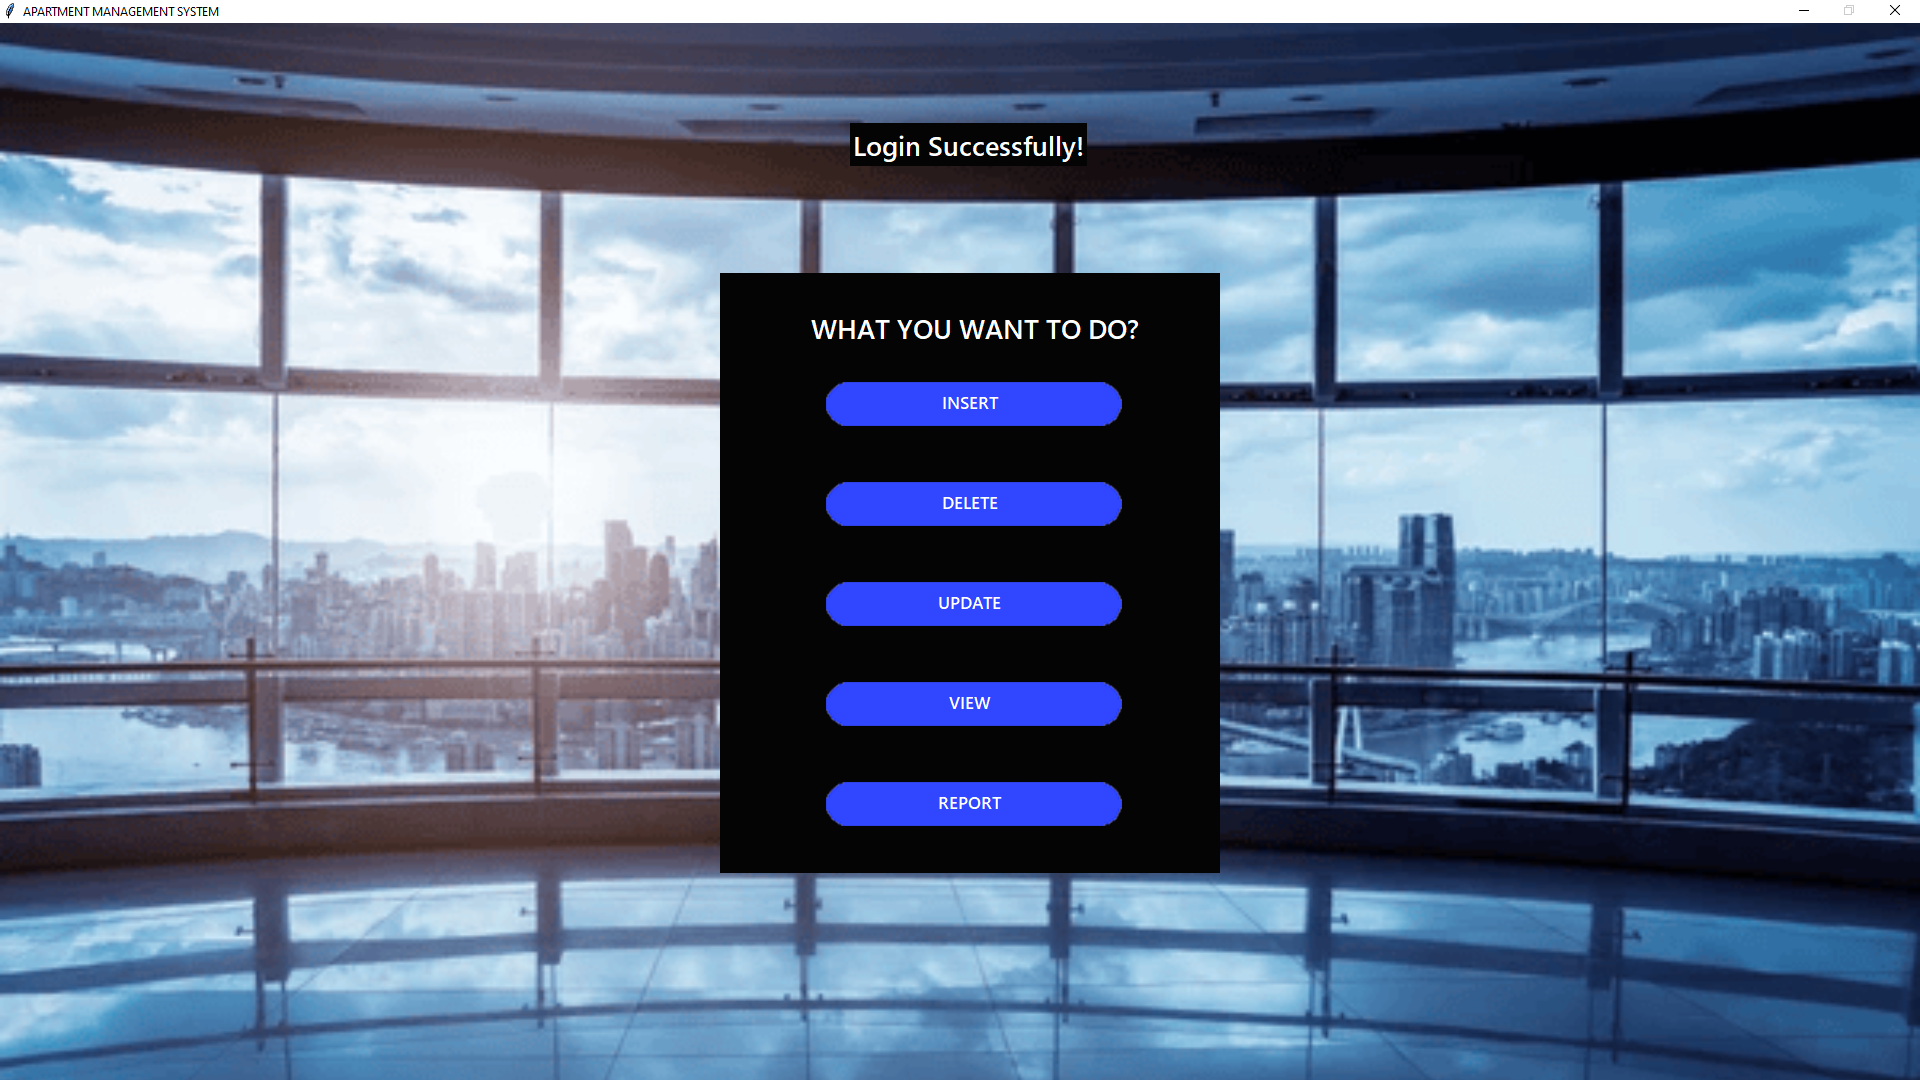 APARTMENT MANAGEMENT SYSTEM
Login Successfully!
WHAT YOU WANT TO DO?
INSERT
DELETE
UPDATE
VIEW
REPORT